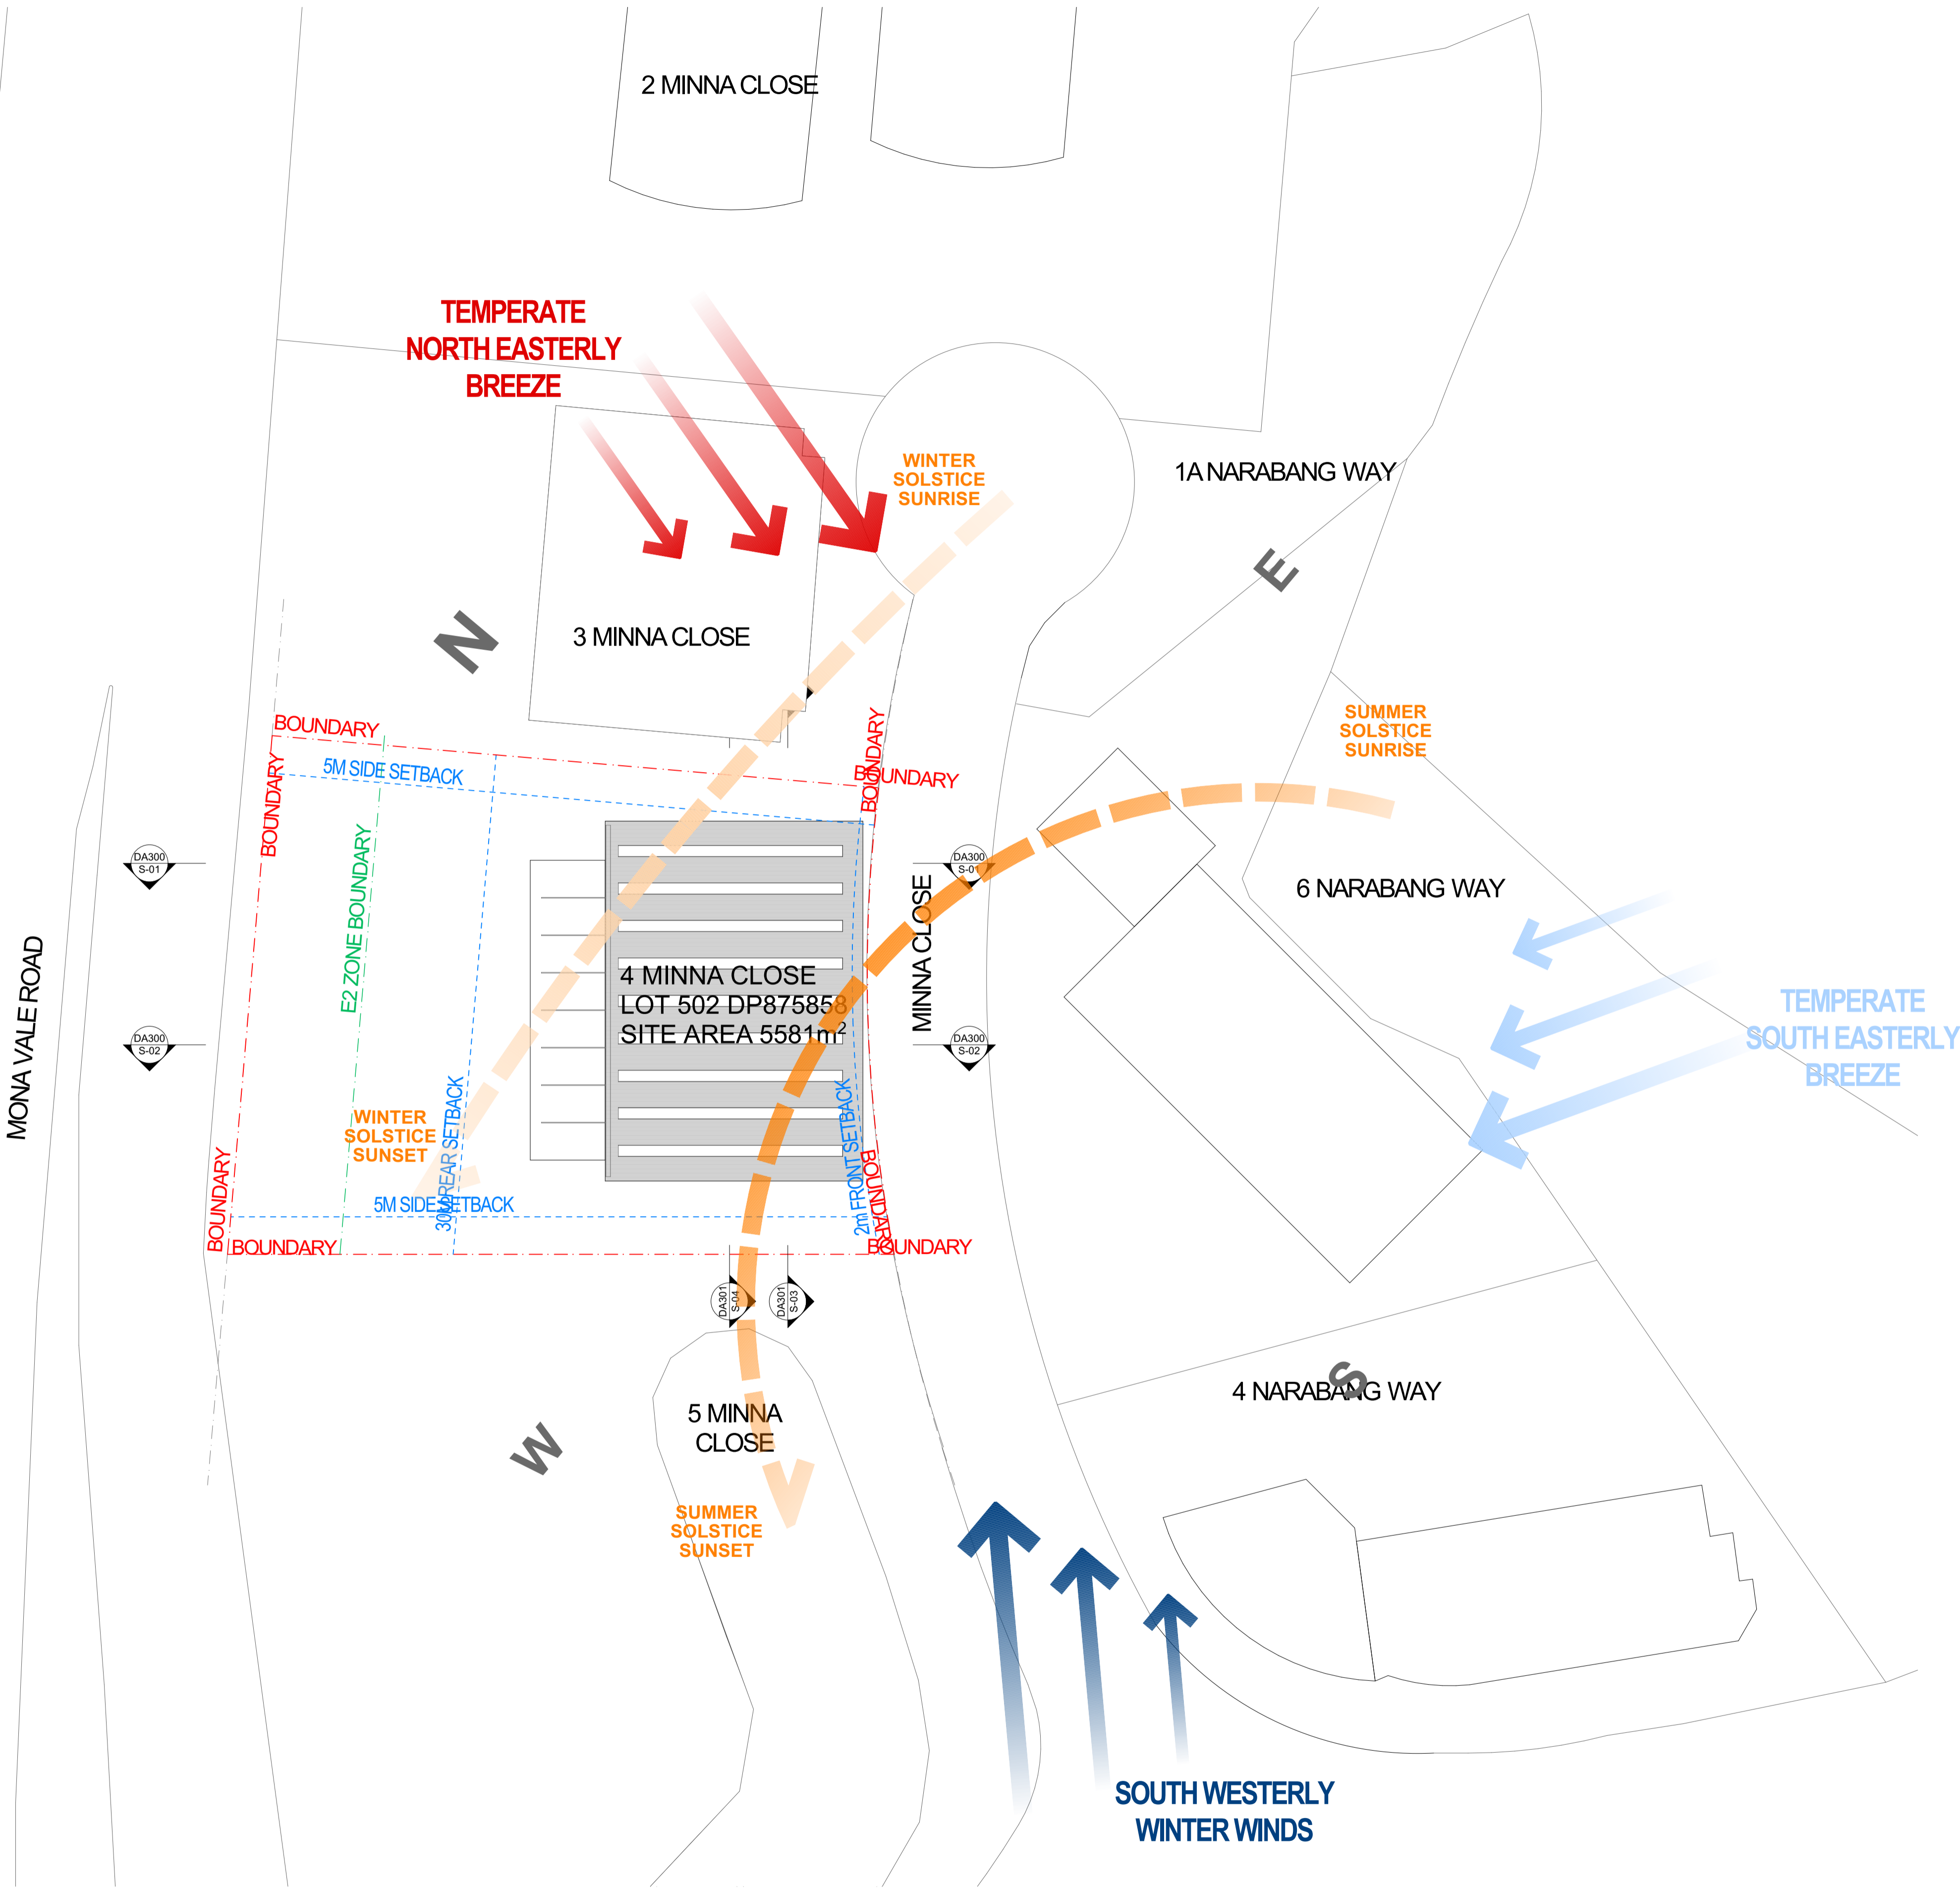 2 MINNA CLOSE
TEMPERATE
NORTH EASTERLY
BREEZE
WINTER
SOLSTICE
SUNRISE
1A NARABANG WAY
E
N
3 MINNA CLOSE
SUMMER
SOLSTICE
SUNRISE
BOUNDARY
BOUNDARY
BOUNDARY
BOUNDARY
5M SIDE SETBACK
E2 ZONE BOUNDARY
DA300
S-01
DA300
S-01
MINNA CLOSE
6 NARABANG WAY
4 MINNA CLOSE
LOT 502 DP875858
SITE AREA 5581m²
MONA VALE ROAD
DA300
S-02
DA300
S-02
TEMPERATE
SOUTH EASTERLY
BREEZE
WINTER
SOLSTICE
SUNSET
30M REAR SETBACK
2m FRONT SETBACK
BOUNDARY
BOUNDARY
5M SIDE SETBACK
BOUNDARY
BOUNDARY
DA301
S-04
DA301
S-03
S
4 NARABANG WAY
5 MINNA
CLOSE
W
SUMMER
SOLSTICE
SUNSET
SOUTH WESTERLY
WINTER WINDS